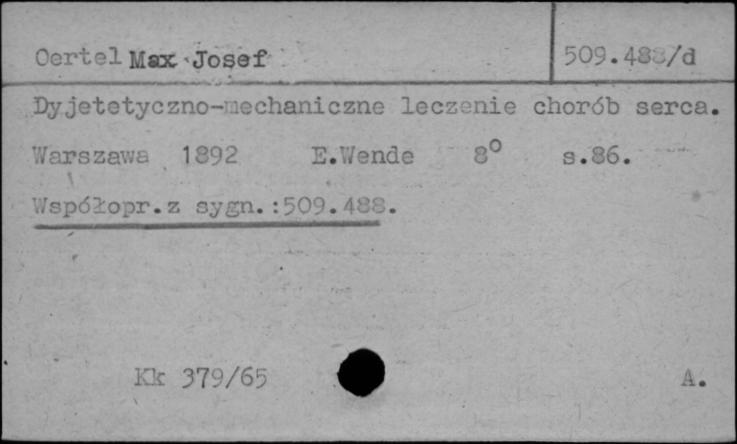 Oertel Max Josef 509.488/d
Dyjetetyczno-mechaniczne leczenie chorób serca.
Warszawa 1892 E.Wende 8° s.86.
Współopr.z sygn.:509.488.
Kk 379/65 A.